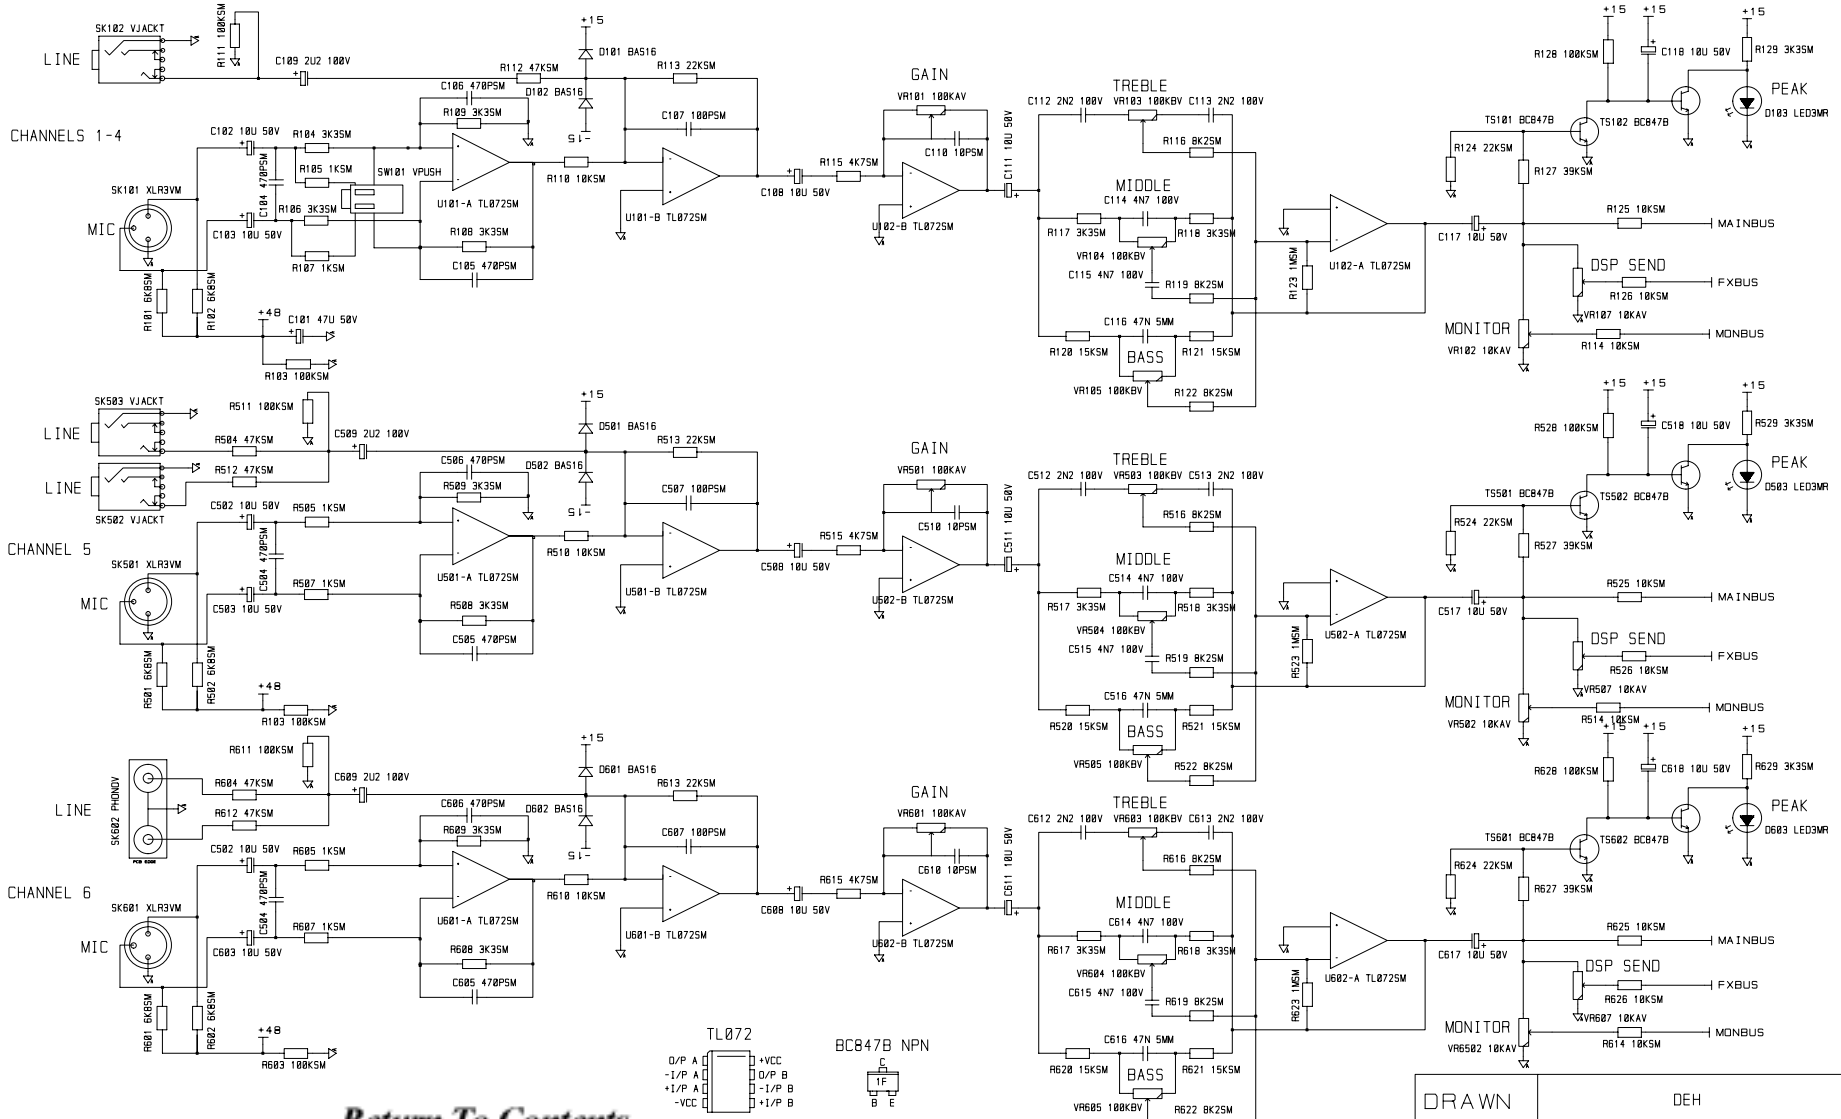 SK102 VJACKT
LINE
R111 100KSM
C109 2U2 100V
+15
D101 BAS16
R112 47KSM
D102 BAS16
-15
R113 22KSM
C107 100PSM
C106 470PSM
R109 3K3SM
CHANNELS 1-4
C102 10U 50V
R104 3K3SM
R105 1KSM
C104 470PSM
SW101 VPUSH
SK101 XLR3VM
MIC
R106 3K3SM
C103 10U 50V
R107 1KSM
U101-A TL072SM
R108 3K3SM
C105 470PSM
R110 10KSM
U101-B TL072SM
C108 10U 50V
R101 6K8SM
R102 6K8SM
+48
C101 47U 50V
R103 100KSM
GAIN
VR101 100KAV
C110 10PSM
R115 4K7SM
U102-B TL072SM
C111 10U 50V
TREBLE
C112 2N2 100V
VR103 100KBV
C113 2N2 100V
R116 8K2SM
MIDDLE
C114 4N7 100V
R117 3K3SM
R118 3K3SM
VR104 100KBV
C115 4N7 100V
R119 8K2SM
C116 47N 5MM
R120 15KSM
R121 15KSM
BASS
VR105 100KBV
R122 8K2SM
R123 1MSM
U102-A TL072SM
C117 10U 50V
+15
+15
+15
R128 100KSM
C118 10U 50V
R129 3K3SM
PEAK
D103 LED3MR
TS101 BC847B
TS102 BC847B
R124 22KSM
R127 39KSM
R125 10KSM
MAINBUS
DSP SEND
R126 10KSM
FXBUS
VR107 10KAV
MONITOR
VR102 10KAV
R114 10KSM
MONBUS
SK503 VJACKT
LINE
R504 47KSM
R512 47KSM
LINE
SK502 VJACKT
R511 100KSM
C509 2U2 100V
+15
D501 BAS16
D502 BAS16
-15
R513 22KSM
C507 100PSM
C506 470PSM
R509 3K3SM
CHANNEL 5
C502 10U 50V
R505 1KSM
C504 470PSM
SK501 XLR3VM
MIC
C503 10U 50V
R507 1KSM
U501-A TL072SM
R508 3K3SM
C505 470PSM
R510 10KSM
U501-B TL072SM
C508 10U 50V
R501 6K8SM
R502 6K8SM
+48
R103 100KSM
GAIN
VR501 100KAV
C510 10PSM
R515 4K7SM
U502-B TL072SM
C511 10U 50V
TREBLE
C512 2N2 100V
VR503 100KBV
C513 2N2 100V
R516 8K2SM
MIDDLE
C514 4N7 100V
R517 3K3SM
R518 3K3SM
VR504 100KBV
C515 4N7 100V
R519 8K2SM
C516 47N 5MM
R520 15KSM
R521 15KSM
BASS
VR505 100KBV
R522 8K2SM
R523 1MSM
U502-A TL072SM
C517 10U 50V
+15
+15
+15
R528 100KSM
C518 10U 50V
R529 3K3SM
PEAK
D503 LED3MR
TS501 BC847B
TS502 BC847B
R524 22KSM
R527 39KSM
R525 10KSM
MAINBUS
DSP SEND
R526 10KSM
FXBUS
VR507 10KAV
MONITOR
VR502 10KAV
R514 10KSM
MONBUS
LINE
SK602 PHONOV
PCB EDGE
R604 47KSM
R612 47KSM
R611 100KSM
C609 2U2 100V
+15
D601 BAS16
D602 BAS16
-15
R613 22KSM
C607 100PSM
C606 470PSM
R609 3K3SM
CHANNEL 6
C502 10U 50V
R605 1KSM
C504 470PSM
SK601 XLR3VM
MIC
C603 10U 50V
R607 1KSM
U601-A TL072SM
R608 3K3SM
C605 470PSM
R610 10KSM
U601-B TL072SM
C608 10U 50V
R601 6K8SM
R602 6K8SM
+48
R603 100KSM
GAIN
VR601 100KAV
C610 10PSM
R615 4K7SM
U602-B TL072SM
C611 10U 50V
TREBLE
C612 2N2 100V
VR603 100KBV
C613 2N2 100V
R616 8K2SM
MIDDLE
C614 4N7 100V
R617 3K3SM
R618 3K3SM
VR604 100KBV
C615 4N7 100V
R619 8K2SM
C616 47N 5MM
R620 15KSM
R621 15KSM
BASS
VR605 100KBV
R622 8K2SM
R623 1MSM
U602-A TL072SM
C617 10U 50V
+15
+15
+15
R628 100KSM
C618 10U 50V
R629 3K3SM
PEAK
D603 LED3MR
TS601 BC847B
TS602 BC847B
R624 22KSM
R627 39KSM
R625 10KSM
MAINBUS
DSP SEND
R626 10KSM
FXBUS
VR607 10KAV
MONITOR
VR6502 10KAV
R614 10KSM
MONBUS
TL072
O/P A
+VCC
-I/P A
O/P B
+I/P A
-I/P B
-VCC
+I/P B
BC847B NPN
C
1F
B E
DRAWN
DEH
Return To Contents